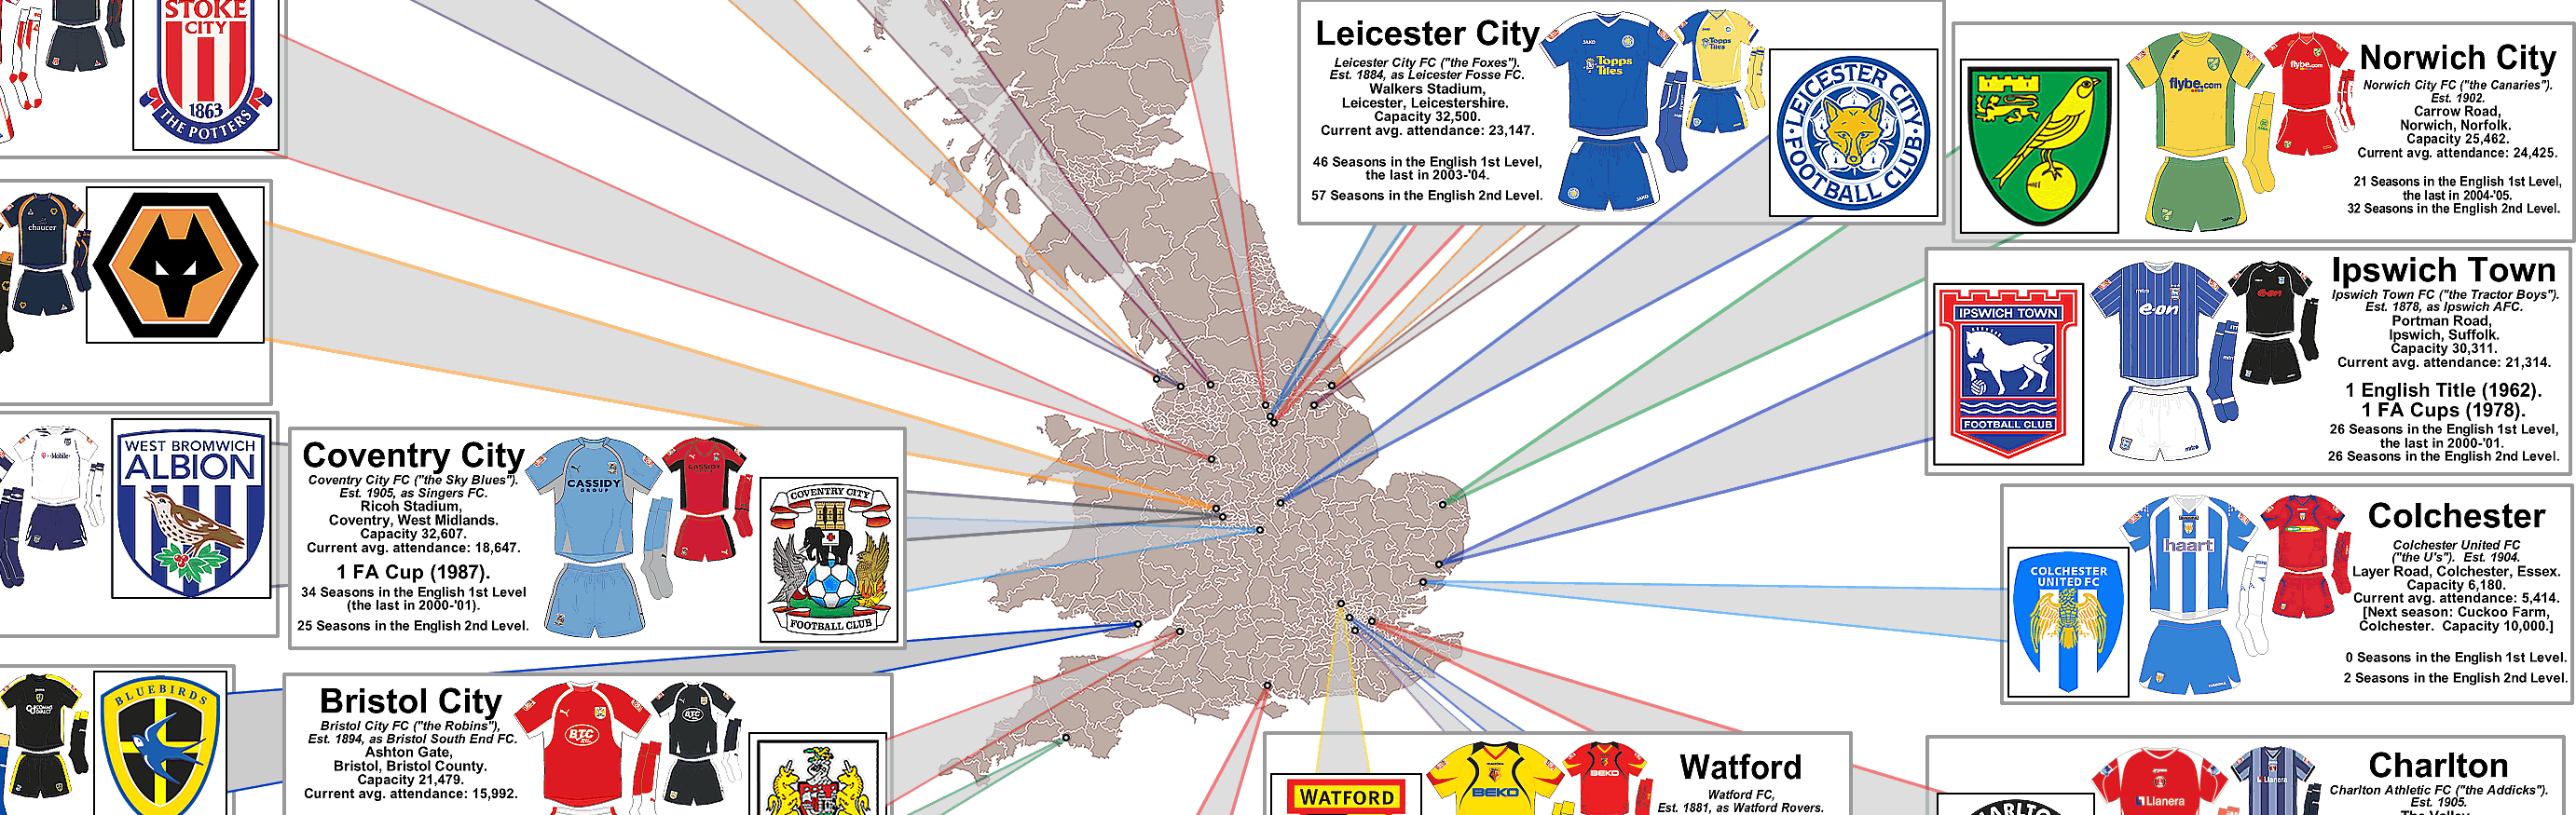 STOKE
CITY
1863
THE POTTERS
chaucer
WEST BROMWICH
ALBION
T-Mobile
BLUEBIRDS
Coventry City
Coventry City FC ("the Sky Blues").
Est. 1905, as Singers FC.
Ricoh Stadium,
Coventry, West Midlands.
Capacity 32,607.
Current avg. attendance: 18,647.
1 FA Cup (1987).
34 Seasons in the English 1st Level
(the last in 2000-'01).
25 Seasons in the English 2nd Level.
CASSIDY
GROUP
CASSIDY
COVENTRY CITY
FOOTBALL CLUB
Bristol City
Bristol City FC ("the Robins"),
Est. 1894, as Bristol South End FC.
Ashton Gate,
Bristol, Bristol County.
Capacity 21,479.
Current avg. attendance: 15,992.
BTC
BTC
Leicester City
Leicester City FC ("the Foxes").
Est. 1884, as Leicester Fosse FC.
Walkers Stadium,
Leicester, Leicestershire.
Capacity 32,500.
Current avg. attendance: 23,147.
46 Seasons in the English 1st Level,
the last in 2003-'04.
57 Seasons in the English 2nd Level.
JAKO
Topps
Tiles
JAKO
Topps
Tiles
LEICESTER CITY
FOOTBALL CLUB
Norwich City
Norwich City FC ("the Canaries").
Est. 1902.
Carrow Road,
Norwich, Norfolk.
Capacity 25,462.
Current avg. attendance: 24,425.
21 Seasons in the English 1st Level,
the last in 2004-'05.
32 Seasons in the English 2nd Level.
flybe.com
flybe.com
Ipswich Town
Ipswich Town FC ("the Tractor Boys").
Est. 1878, as Ipswich AFC.
Portman Road,
Ipswich, Suffolk.
Capacity 30,311.
Current avg. attendance: 21,314.
1 English Title (1962).
1 FA Cups (1978).
26 Seasons in the English 1st Level,
the last in 2000-'01.
26 Seasons in the English 2nd Level.
IPSWICH TOWN
FOOTBALL CLUB
mitre
e·on
e·on
mitre
Colchester
Colchester United FC
("the U's"). Est. 1904.
Layer Road, Colchester, Essex.
Capacity 6,180.
Current avg. attendance: 5,414.
[Next season: Cuckoo Farm,
Colchester. Capacity 10,000.]
0 Seasons in the English 1st Level.
2 Seasons in the English 2nd Level.
COLCHESTER
UNITED FC
haart
Watford
Watford FC,
Est. 1881, as Watford Rovers.
WATFORD
BEKO
BEKO
Charlton
Charlton Athletic FC ("the Addicks").
Est. 1905.
The Valley,
Llanera
Llanera